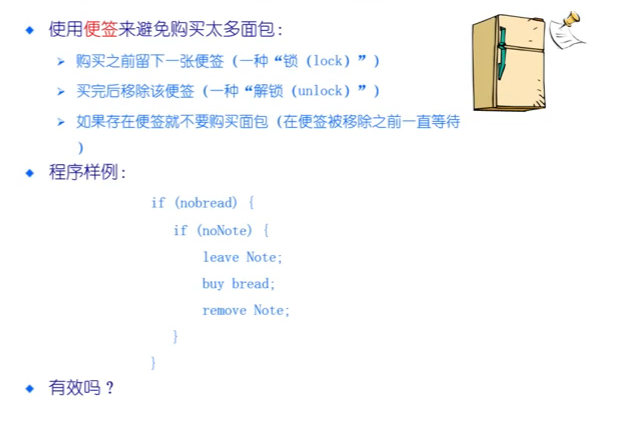 使用便签来避免购买太多面包：
购买之前留下一张便签（一种“锁（lock）”）
买完后移除该便签（一种“解锁（unlock）”）
如果存在便签就不要购买面包（在便签被移除之前一直等待
）
程序样例：
if (nobread) {
if (noNote) {
leave Note;
buy bread;
remove Note;
}
}
有效吗？